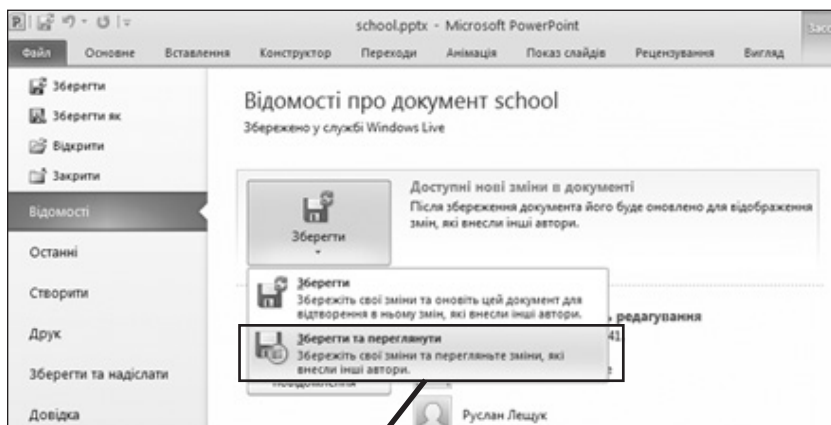 school.pptx - Microsoft PowerPoint
Файл Основне Вставлення Конструктор Переходи Анімація Показ слайдів Рецензування Вигляд
Зберегти
Зберегти як
Відкрити
Закрити
Відомості
Останні
Створити
Друк
Зберегти та надіслати
Довідка
Відомості про документ school
Збережено у службі Windows Live
Зберегти
Доступні нові зміни в документі
Після збереження документа його буде оновлено для відображення
змін, які внесли інші автори.
Зберегти
Збережіть свої зміни та оновіть цей документ для
відтворення в ньому змін, які внесли інші автори.
Зберегти та переглянути
Збережіть свої зміни та перегляньте зміни, які
внесли інші автори.
редагування
41
повідомлення
Руслан Лещук